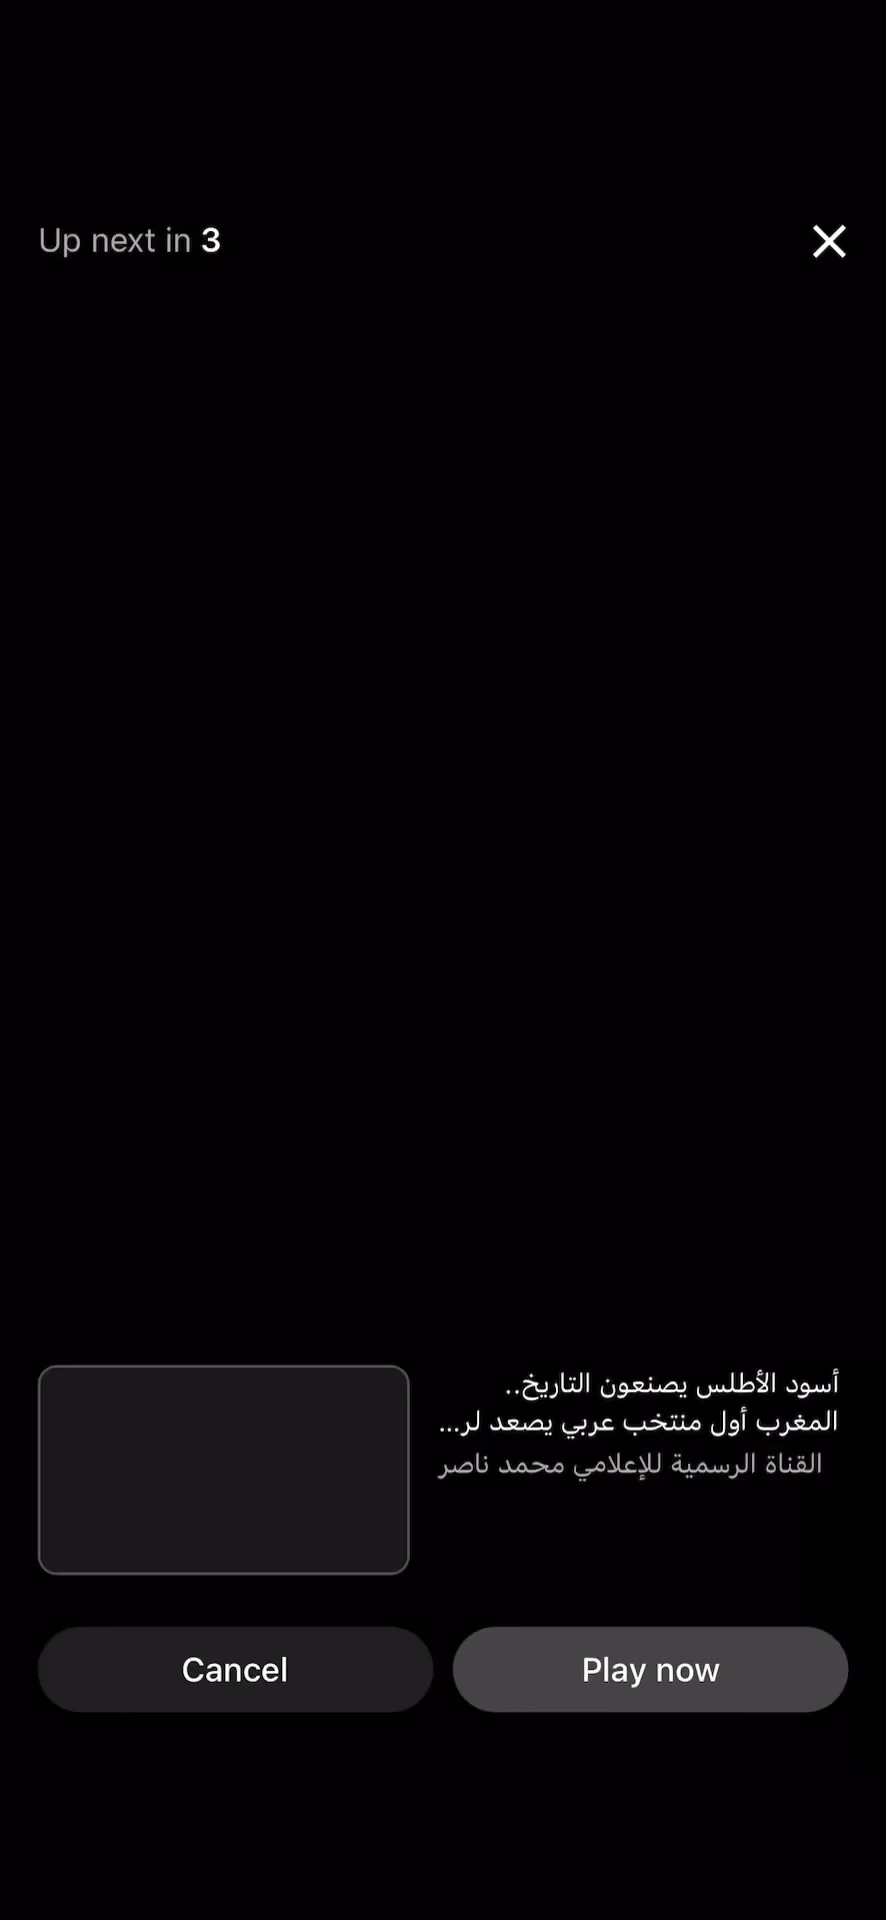 Up next in 3
أسود الأطلس يصنعون التاريخ..
المغرب أول منتخب عربي يصعد لر...
القناة الرسمية للإعلامي محمد ناصر
Cancel
Play now